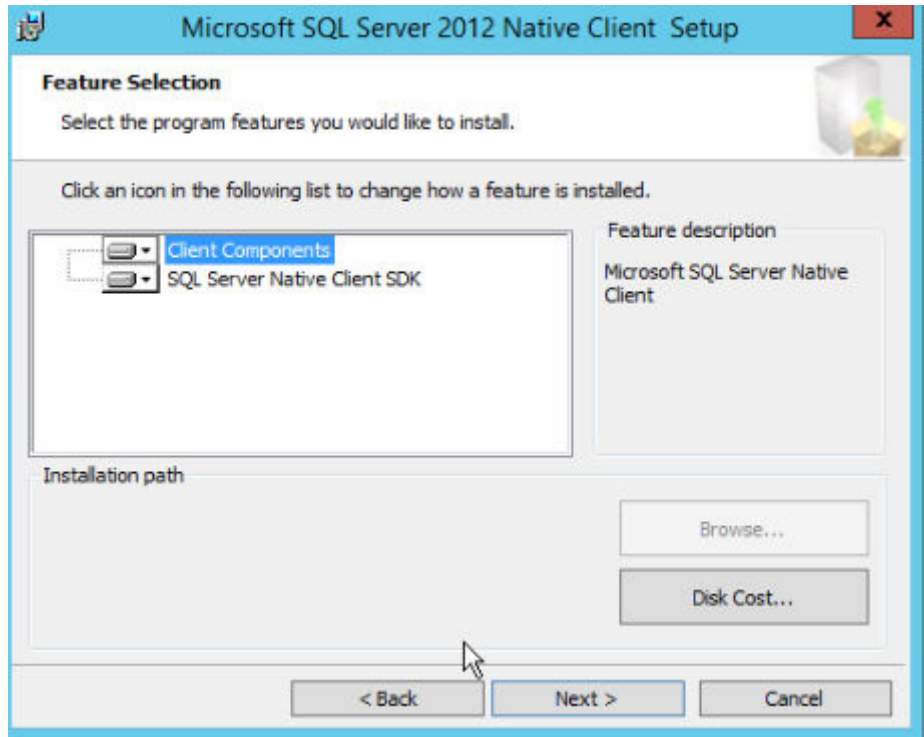 Microsoft SQL Server 2012 Native Client Setup
x
Feature Selection
Select the program features you would like to install.
Click an icon in the following list to change how a feature is installed.
Client Components
SQL Server Native Client SDK
Feature description
Microsoft SQL Server Native
Client
Installation path
Browse...
Disk Cost...
< Back
Next >
Cancel